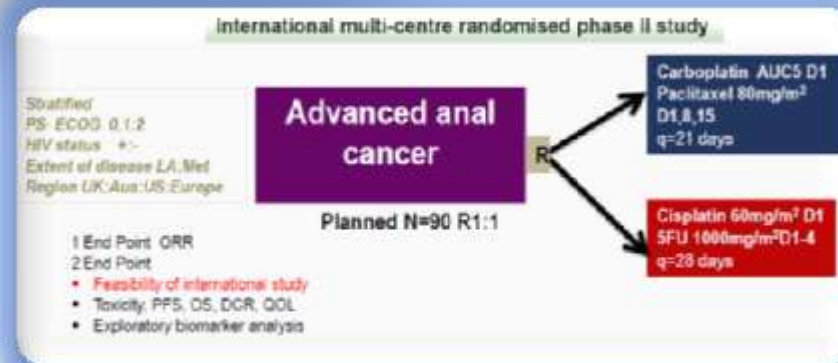 International multi-centre randomised phase II study
Stratified
PS- ECOG 0,1:2
HIV status +:-
Extent of disease LA:Met
Region UK:Aus:US:Europe
Advanced anal
cancer
R
Planned N=90 R1:1
Carboplatin AUC5 D1
Paclitaxel 80mg/m²
D1,8,15
q=21 days
Cisplatin 60mg/m² D1
5FU 1000mg/m²D1-4
q=28 days
1 End Point ORR
2 End Point
• Feasibility of international study
• Toxicity, PFS, OS, DCR, QOL
• Exploratory biomarker analysis